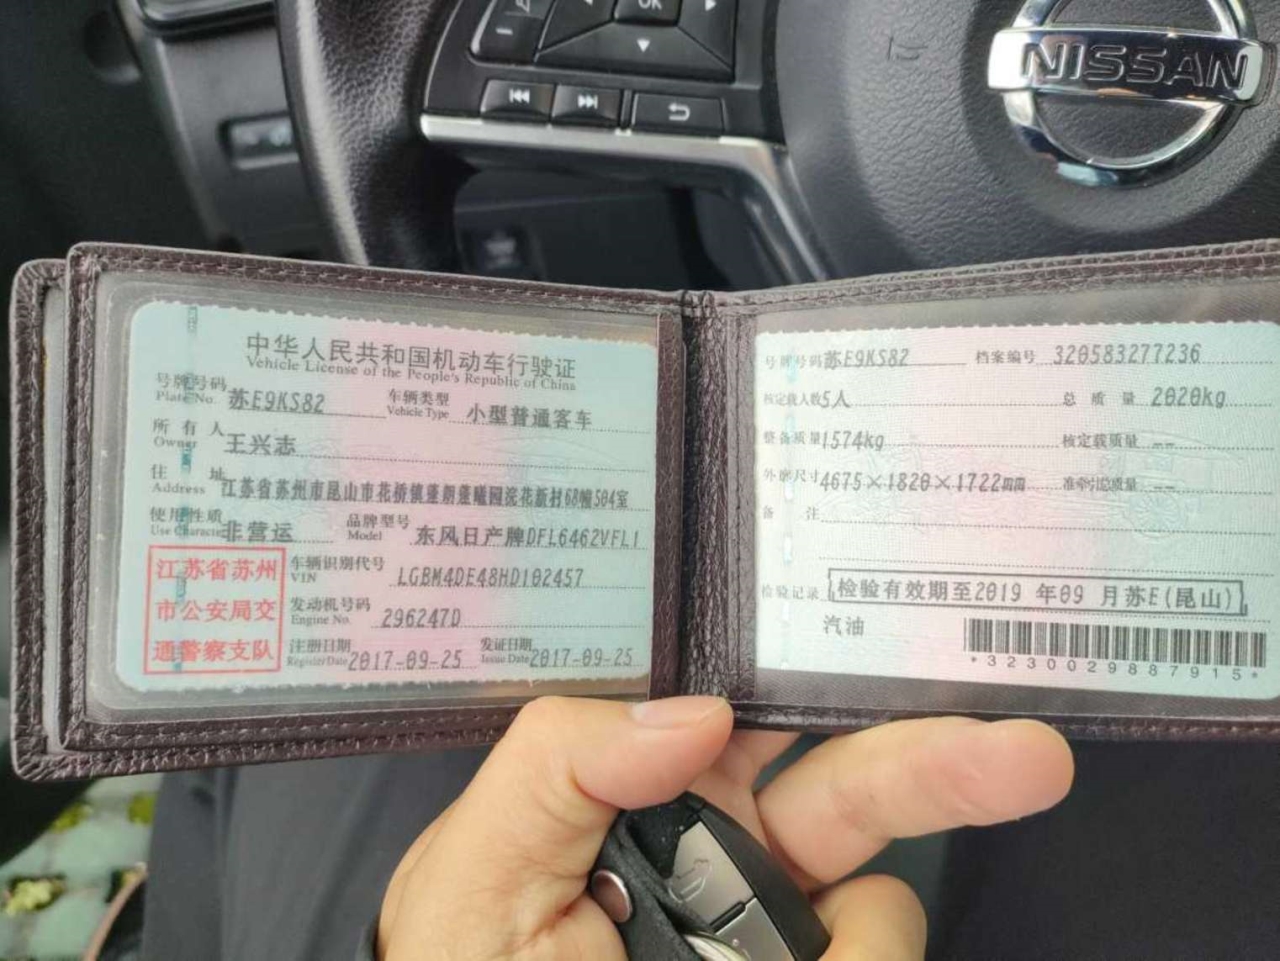 OK
NISSAN
中华人民共和国机动车行驶证
Vehicle License of the People's Republic of China
号牌号码 苏E9KS82 车辆类型 小型普通客车
Plate No. Vehicle Type
所有人 王兴志
Owner
住址 江苏省苏州市昆山市花桥镇蓬朗蓬曦园浣花新村68幢504室
Address
使用性质 非营运 品牌型号 东风日产牌DFL6462VFL1
Use Character Model
江苏省苏州
市公安局交
通警察支队
车辆识别代号 LGBM4DE48HD102457
VIN
发动机号码 296247D
Engine No.
注册日期 2017-09-25 发证日期 2017-09-25
Register Date Issue Date
号牌号码 苏E9KS82 档案编号 320583277236
核定载人数 5人 总质量 2020kg
整备质量 1574kg 核定载质量 --
外廓尺寸 4675×1820×1722mm 准牵引总质量 --
备注
检验记录 检验有效期至2019年09月苏E(昆山)
汽油
*3230029887915*